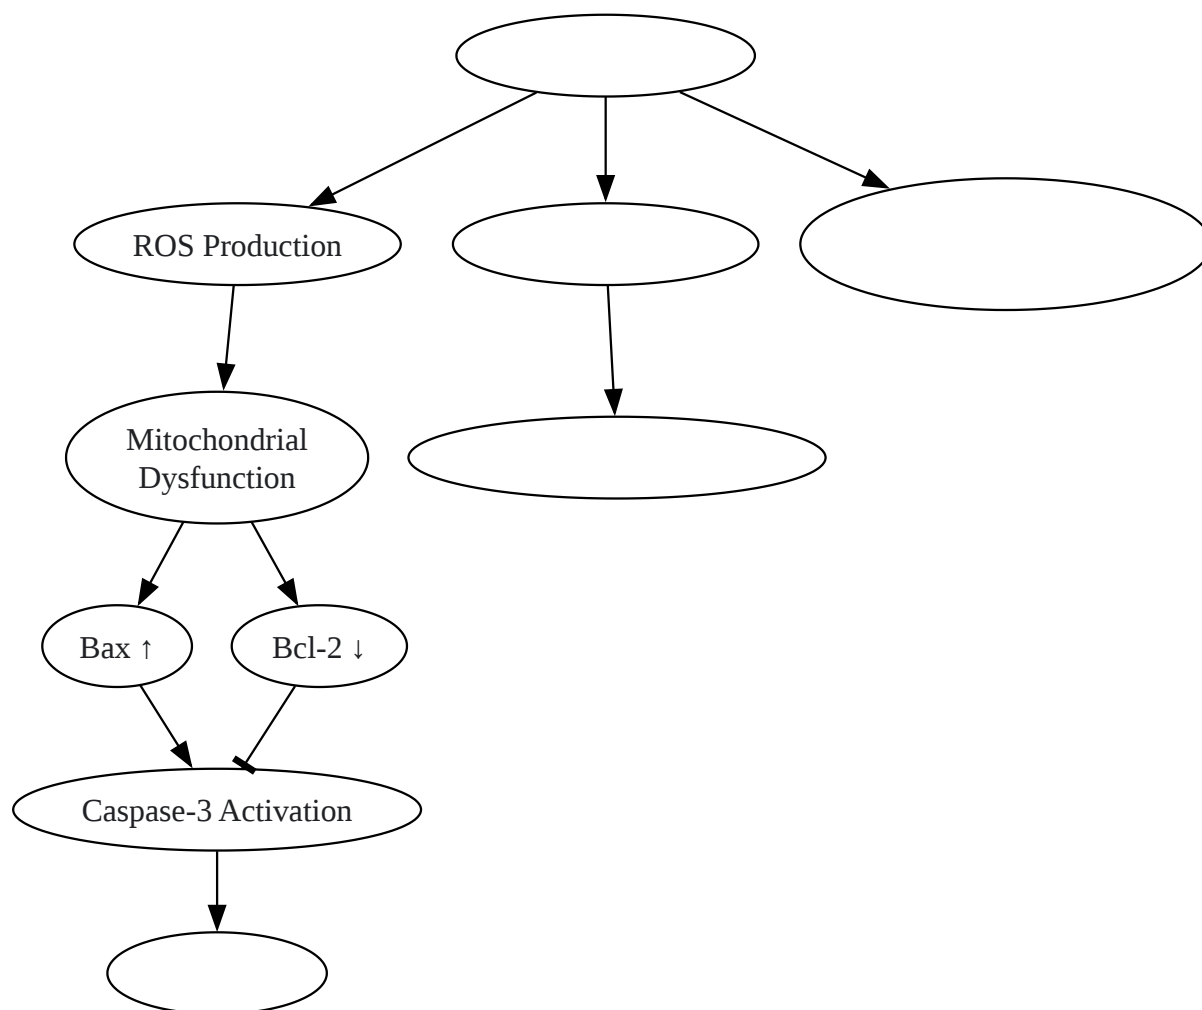 ROS Production
Mitochondrial
Dysfunction
Bax ↑
Bcl-2 ↓
Caspase-3 Activation